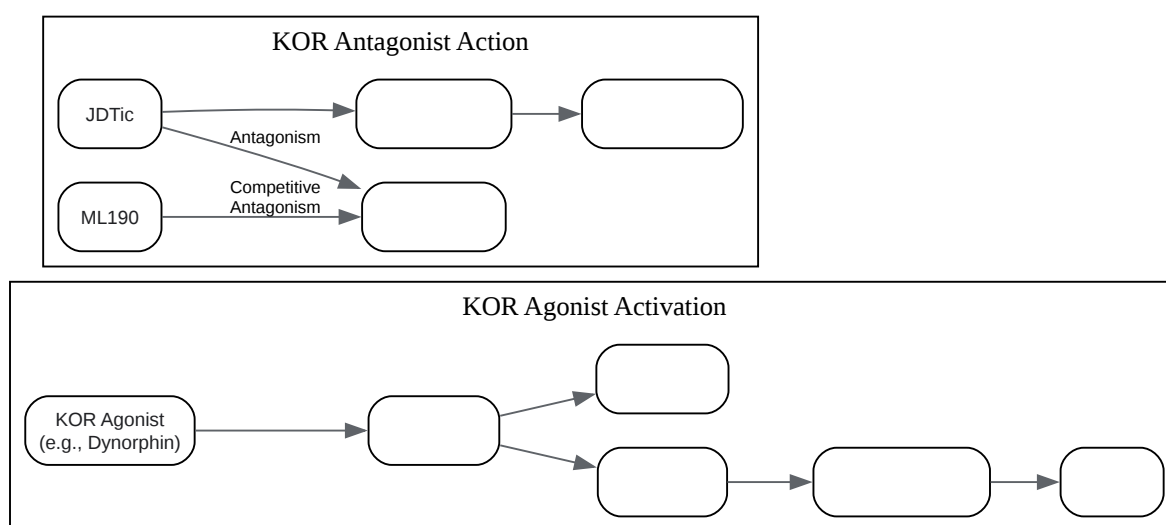 KOR Antagonist Action
JDTic
Antagonism
Competitive
Antagonism
ML190
KOR Agonist Activation
KOR Agonist
(e.g., Dynorphin)